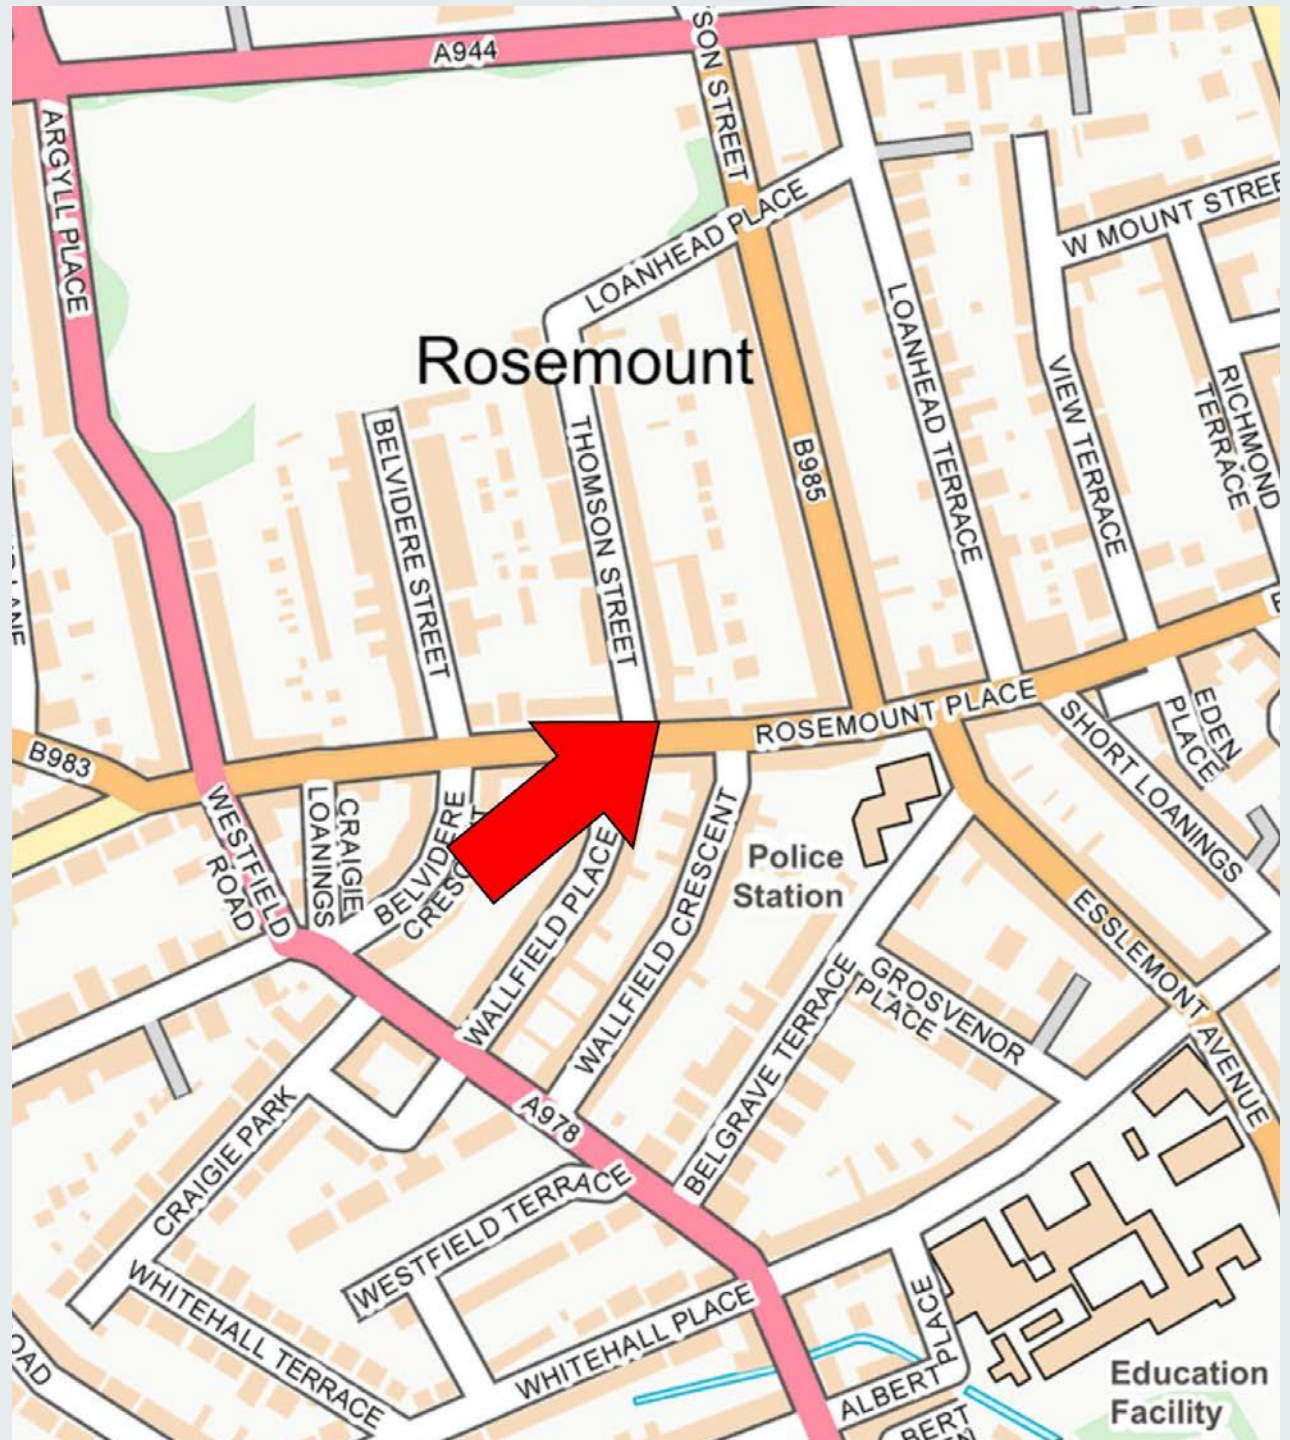 A944
SON STREET
ARGYLL PLACE
LOANHEAD PLACE
W MOUNT STREE
Rosemount
LOANHEAD TERRACE
VIEW TERRACE
RICHMOND
TERRACE
BELVIDERE STREET
THOMSON STREET
B985
ROSEMOUNT PLACE
B983
EDEN
PLACE
SHORT LOANINGS
WESTFIELD
ROAD
CRAIGIE
LOANINGS
BELVIDERE
WALLFIELD PLACE
WALLFIELD CRESCENT
Police
Station
ESSLEMONT AVENUE
GROSVENOR
PLACE
BELGRAVE TERRACE
A978
CRAIGIE PARK
WESTFIELD TERRACE
WHITEHALL TERRACE
WHITEHALL PLACE
ALBERT PLACE
OAD
BERT
Education
Facility